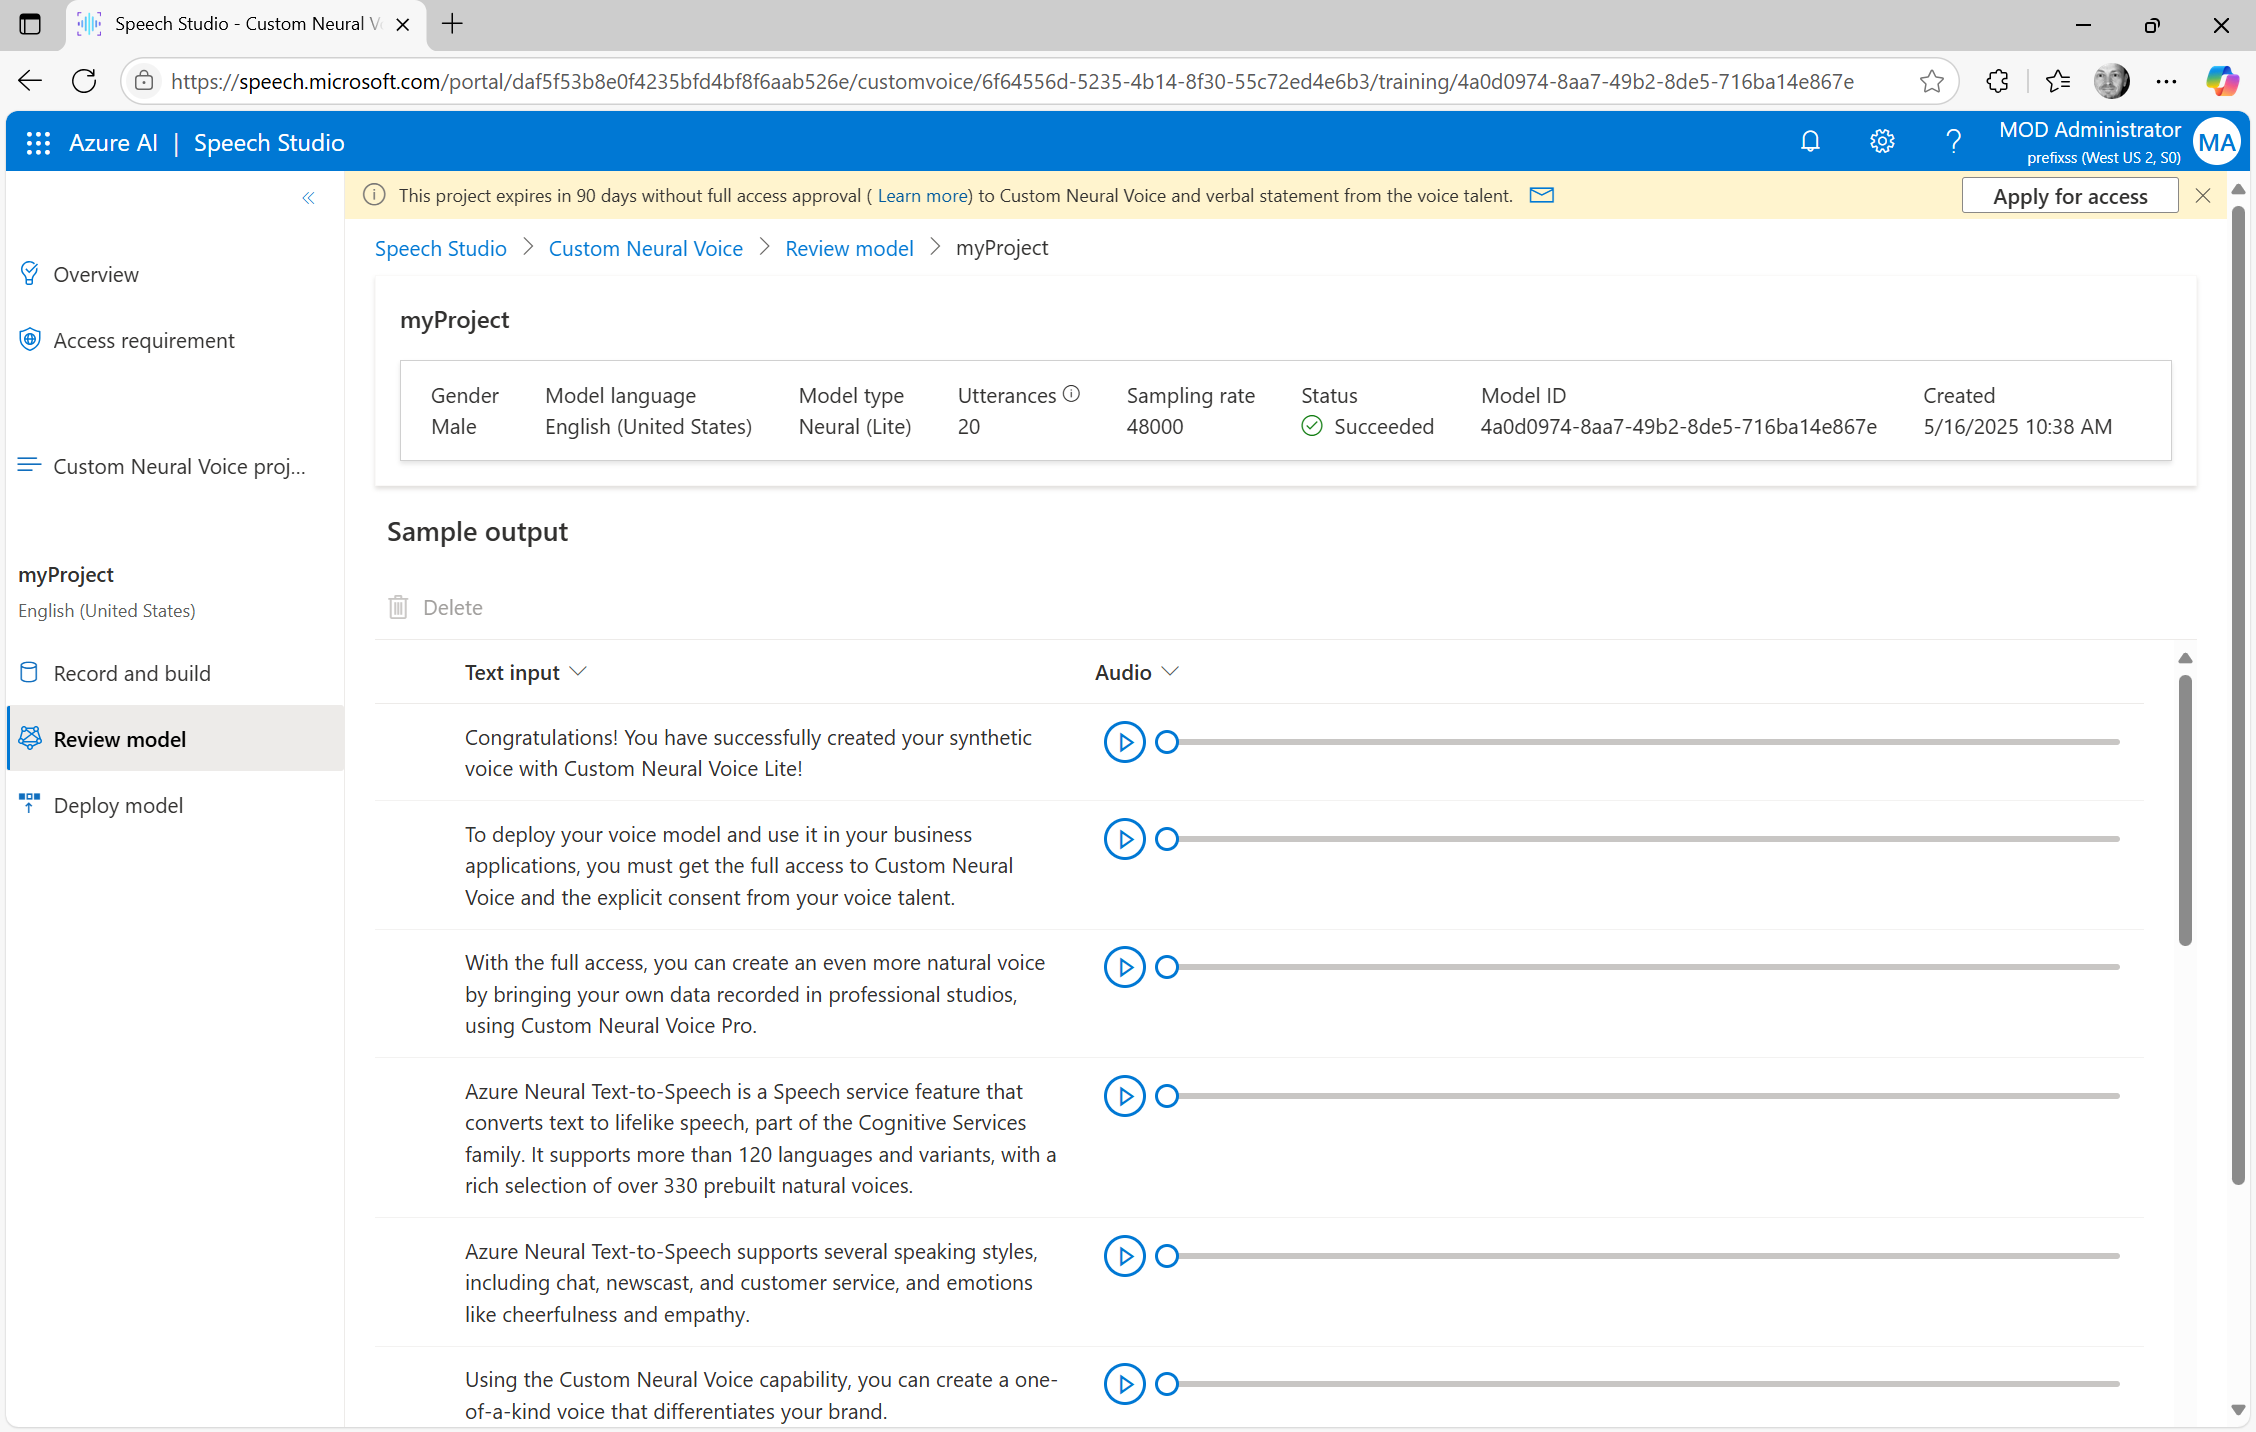 Speech Studio - Custom Neural V
https://speech.microsoft.com/portal/daf5f53b8e0f4235bfd4bf8f6aab526e/customvoice/6f64556d-5235-4b14-8f30-55c72ed4e6b3/training/4a0d0974-8aa7-49b2-8de5-716ba14e867e
Azure AI | Speech Studio
MOD Administrator
prefixss (West US 2, S0)
MA
This project expires in 90 days without full access approval ( Learn more) to Custom Neural Voice and verbal statement from the voice talent.
Apply for access
Overview
Access requirement
Custom Neural Voice proj...
myProject
English (United States)
Record and build
Review model
Deploy model
Speech Studio > Custom Neural Voice > Review model > myProject
myProject
Gender Model language Model type Utterances Sampling rate Status Model ID Created
Male English (United States) Neural (Lite) 20 48000 Succeeded 4a0d0974-8aa7-49b2-8de5-716ba14e867e 5/16/2025 10:38 AM
Sample output
Delete
Text input Audio
Congratulations! You have successfully created your synthetic
voice with Custom Neural Voice Lite!
To deploy your voice model and use it in your business
applications, you must get the full access to Custom Neural
Voice and the explicit consent from your voice talent.
With the full access, you can create an even more natural voice
by bringing your own data recorded in professional studios,
using Custom Neural Voice Pro.
Azure Neural Text-to-Speech is a Speech service feature that
converts text to lifelike speech, part of the Cognitive Services
family. It supports more than 120 languages and variants, with a
rich selection of over 330 prebuilt natural voices.
Azure Neural Text-to-Speech supports several speaking styles,
including chat, newscast, and customer service, and emotions
like cheerfulness and empathy.
Using the Custom Neural Voice capability, you can create a one-
of-a-kind voice that differentiates your brand.